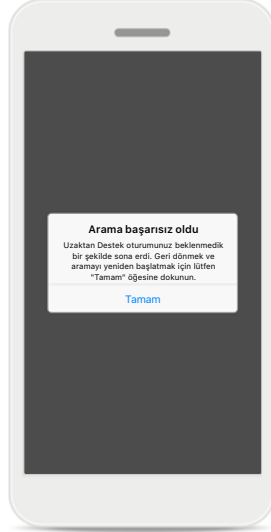 Arama başarısız oldu
Uzaktan Destek oturumunuz beklenmedik
bir şekilde sona erdi. Geri dönmek ve
aramayı yeniden başlatmak için lütfen
"Tamam" öğesine dokunun.
Tamam